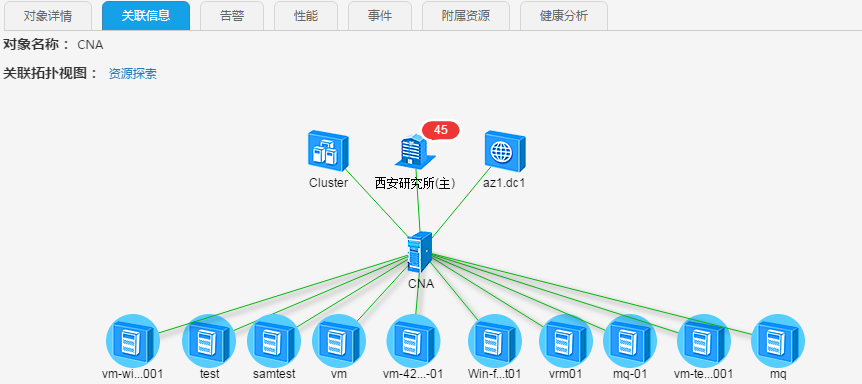 对象详情 关联信息 告警 性能 事件 附属资源 健康分析
对象名称： CNA
关联拓扑视图： 资源探索
45
Cluster 西安研究所(主) az1.dc1
CNA
vm-wi...001 test samtest vm vm-42...-01 Win-f...t01 vrm01 mq-01 vm-te...001 mq